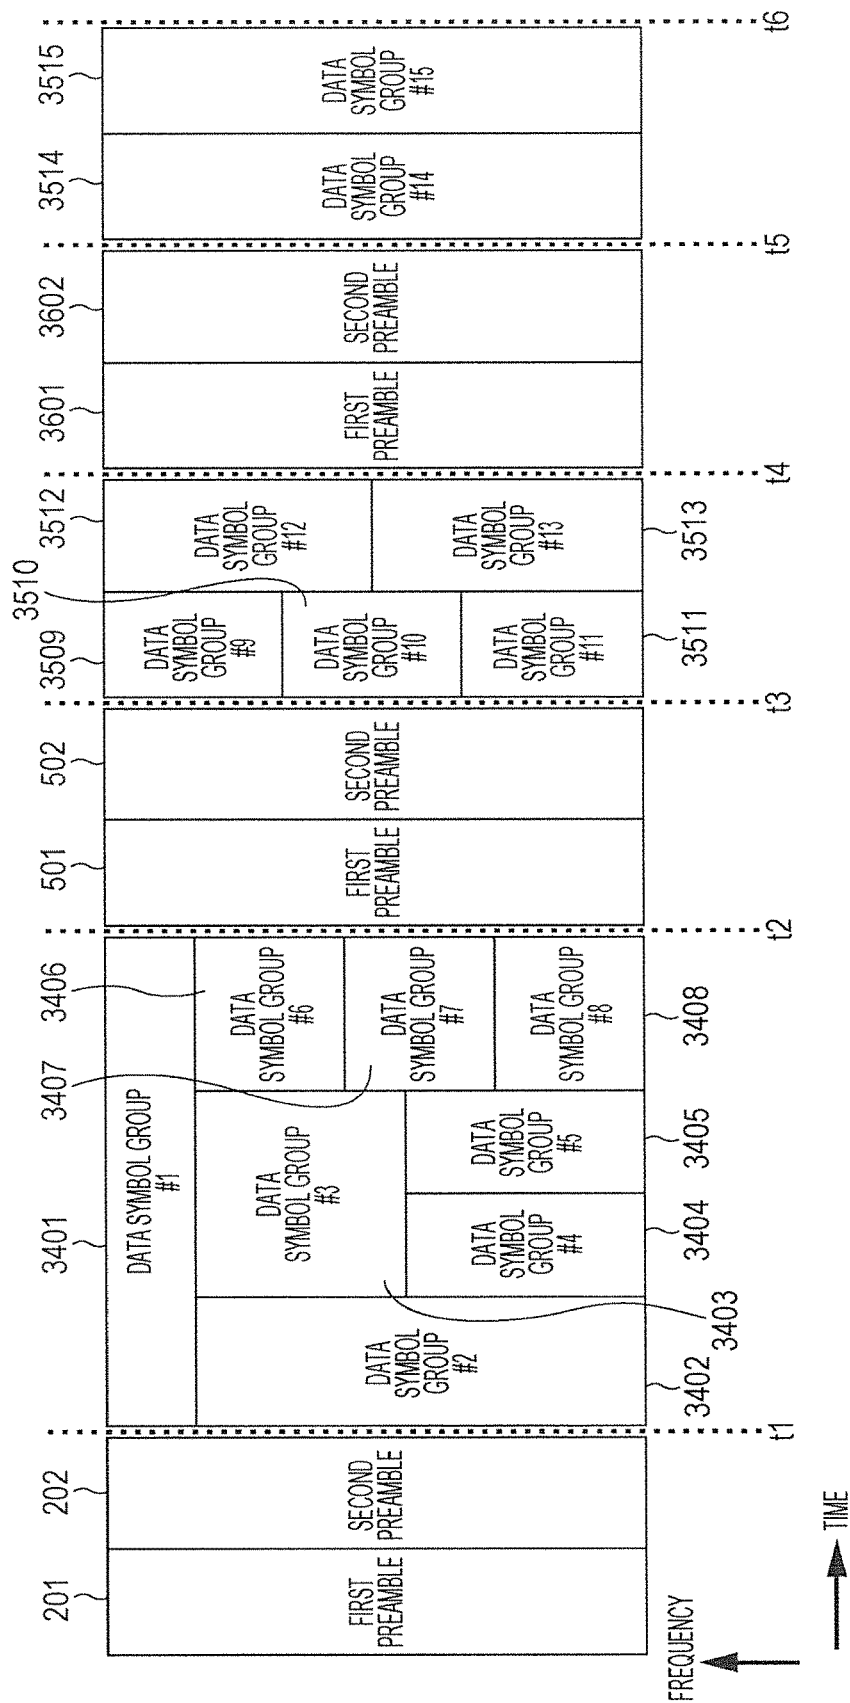 201
202
3401
3407
3406
501
502
3509
3510
3512
3601
3602
3514
3515
FIRST
PREAMBLE
SECOND
PREAMBLE
DATA SYMBOL GROUP
#1
DATA
SYMBOL
GROUP
#2
DATA
SYMBOL GROUP
#3
DATA
SYMBOL
GROUP
#4
DATA
SYMBOL
GROUP
#5
DATA
SYMBOL GROUP
#6
DATA
SYMBOL GROUP
#7
DATA
SYMBOL GROUP
#8
FIRST
PREAMBLE
SECOND
PREAMBLE
DATA
SYMBOL
GROUP
#9
DATA
SYMBOL
GROUP
#10
DATA
SYMBOL
GROUP
#11
DATA
SYMBOL
GROUP
#12
DATA
SYMBOL
GROUP
#13
FIRST
PREAMBLE
SECOND
PREAMBLE
DATA
SYMBOL
GROUP
#14
DATA
SYMBOL
GROUP
#15
3402
3403
3404
3405
3408
3511
3513
t1
t2
t3
t4
t5
t6
FREQUENCY
TIME